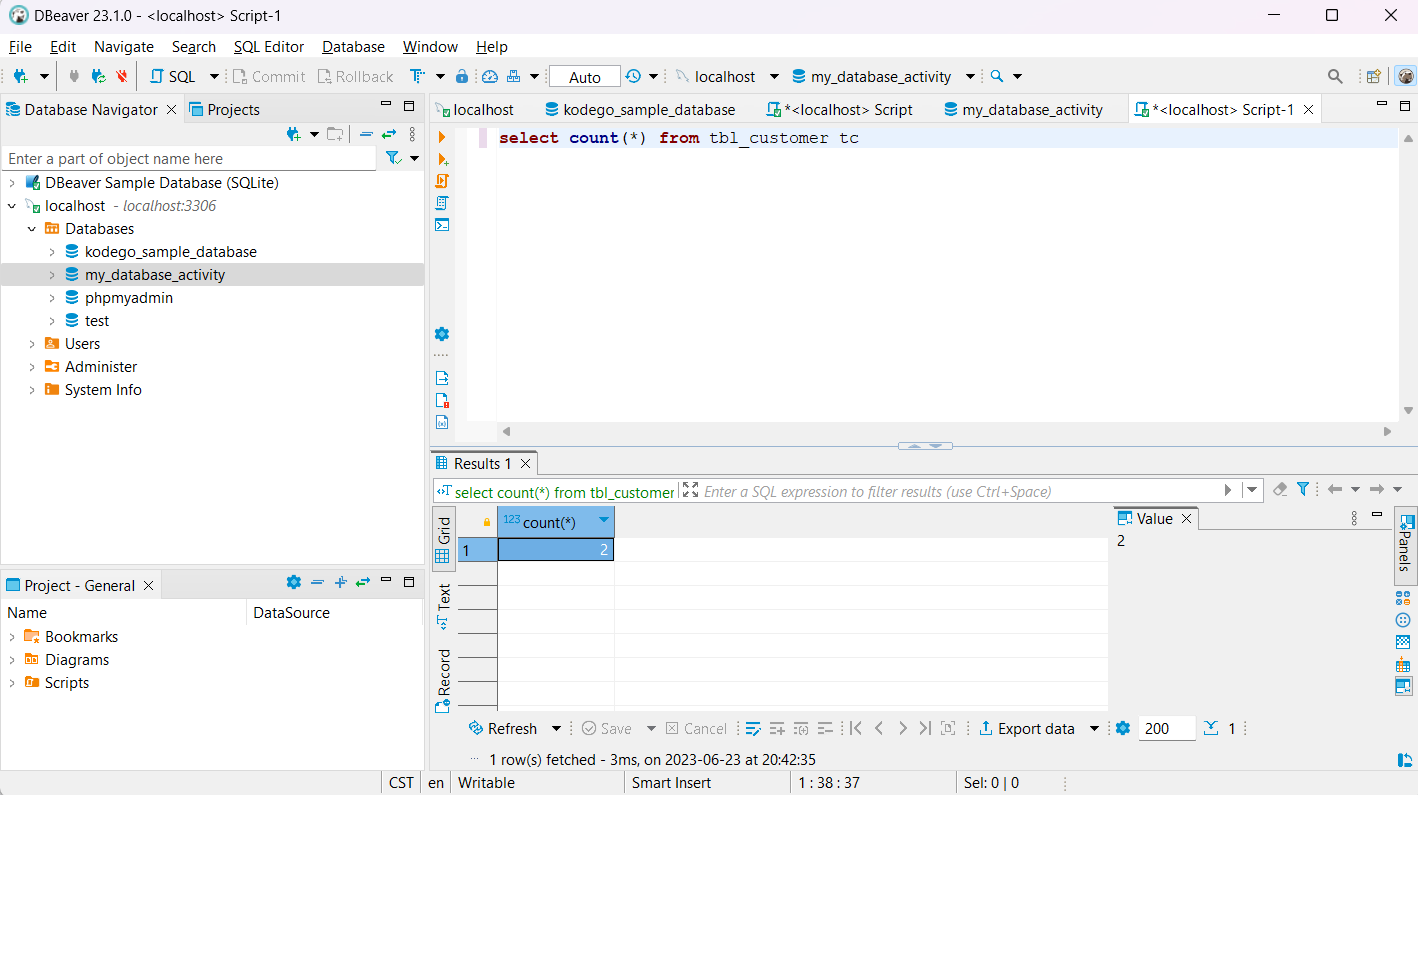 DBeaver 23.1.0 - <localhost> Script-1
File Edit Navigate Search SQL Editor Database Window Help
SQL Commit Rollback T Auto localhost my_database_activity
Database Navigator Projects
localhost kodego_sample_database *<localhost> Script my_database_activity *<localhost> Script-1
Enter a part of object name here
DBeaver Sample Database (SQLite)
localhost - localhost:3306
Databases
kodego_sample_database
my_database_activity
phpmyadmin
test
Users
Administer
System Info
select count(*) from tbl_customer tc
Results 1
T select count(*) from tbl_customer Enter a SQL expression to filter results (use Ctrl+Space)
Grid
Text
Record
123 count(*)
1 2
Value
2
Panels
Project - General
Name DataSource
Bookmarks
Diagrams
Scripts
Refresh Save Cancel Export data 200 1
1 row(s) fetched - 3ms, on 2023-06-23 at 20:42:35
CST en Writable Smart Insert 1 : 38 : 37 Sel: 0 | 0